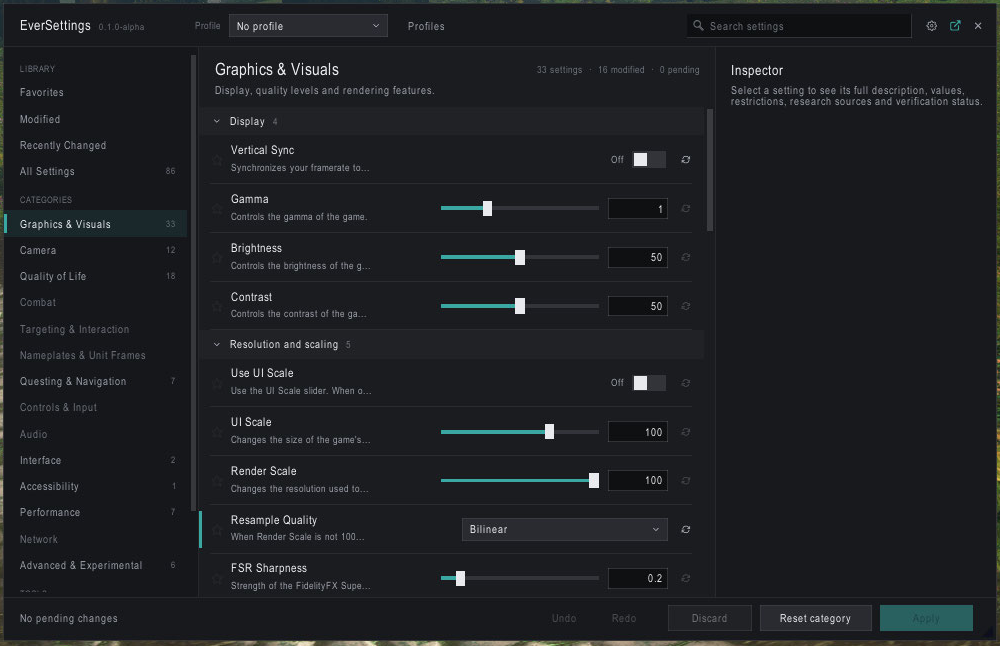 EverSettings 0.1.0-alpha Profile No profile Profiles Search settings
LIBRARY
Favorites
Modified
Recently Changed
All Settings 86
CATEGORIES
Graphics & Visuals 33
Camera 12
Quality of Life 18
Combat
Targeting & Interaction
Nameplates & Unit Frames
Questing & Navigation 7
Controls & Input
Audio
Interface 2
Accessibility 1
Performance 7
Network
Advanced & Experimental 6
Graphics & Visuals 33 settings · 16 modified · 0 pending
Display, quality levels and rendering features.
Display 4
Vertical Sync
Synchronizes your framerate to... Off
Gamma
Controls the gamma of the game. 1
Brightness
Controls the brightness of the g... 50
Contrast
Controls the contrast of the ga... 50
Resolution and scaling 5
Use UI Scale
Use the UI Scale slider. When o... Off
UI Scale
Changes the size of the game's... 100
Render Scale
Changes the resolution used to... 100
Resample Quality
When Render Scale is not 100... Bilinear
FSR Sharpness
Strength of the FidelityFX Supe... 0.2
Inspector
Select a setting to see its full description, values,
restrictions, research sources and verification status.
No pending changes Undo Redo Discard Reset category Apply